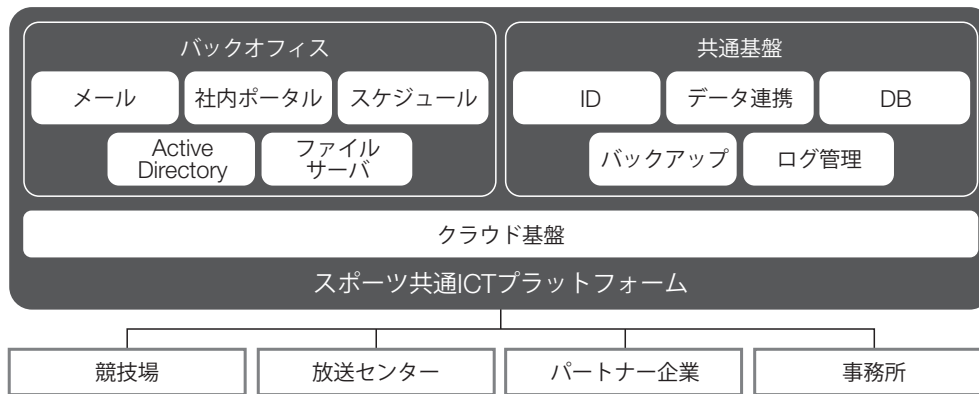 バックオフィス
メール
社内ポータル
スケジュール
Active
Directory
ファイル
サーバ
共通基盤
ID
データ連携
DB
バックアップ
ログ管理
クラウド基盤
スポーツ共通ICTプラットフォーム
競技場
放送センター
パートナー企業
事務所